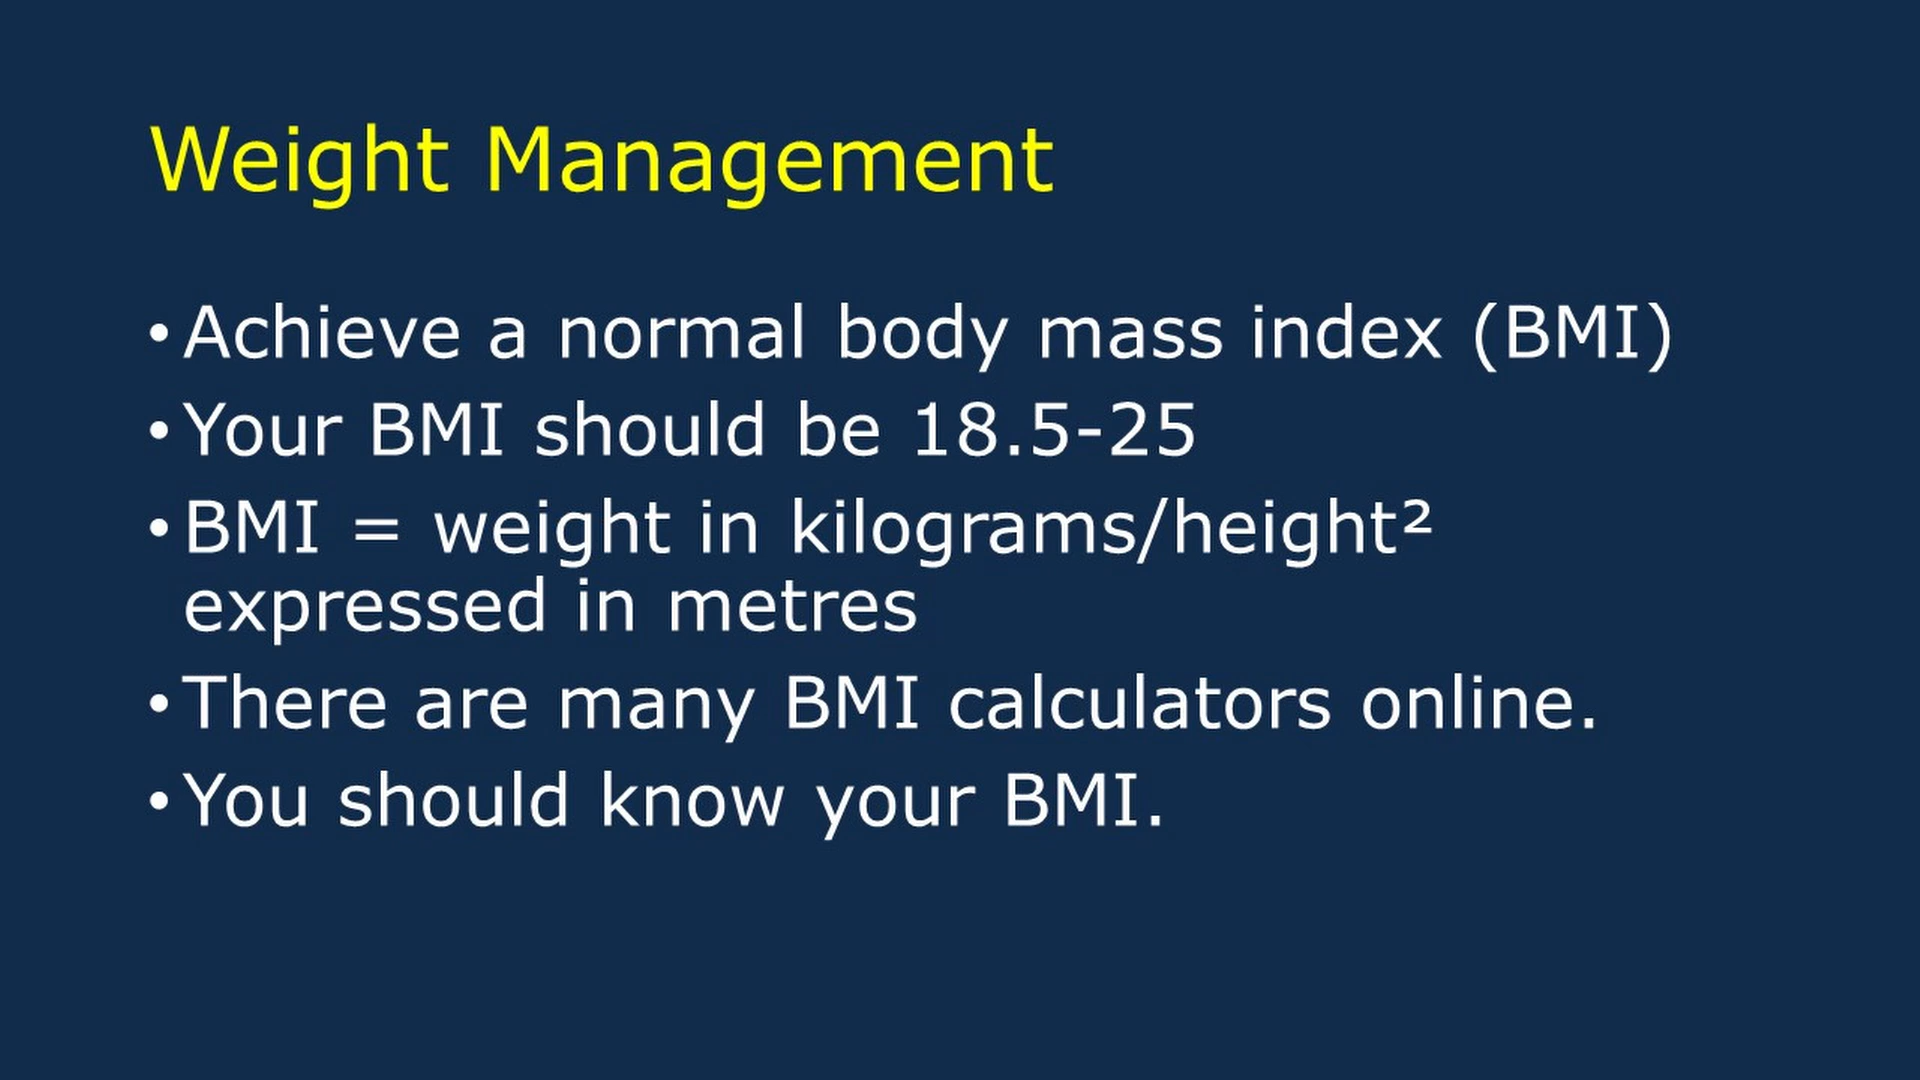 Weight Management
• Achieve a normal body mass index (BMI)
• Your BMI should be 18.5-25
• BMI = weight in kilograms/height²
expressed in metres
• There are many BMI calculators online.
• You should know your BMI.